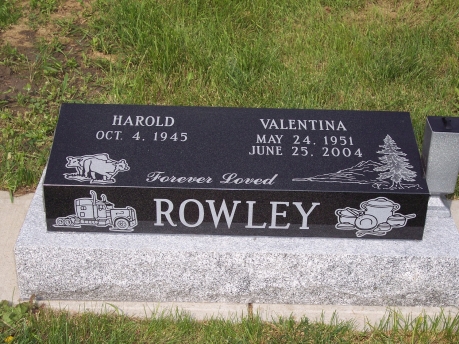 HAROLD
OCT. 4. 1945
VALENTINA
MAY 24. 1951
JUNE 25. 2004
Forever Loved
ROWLEY